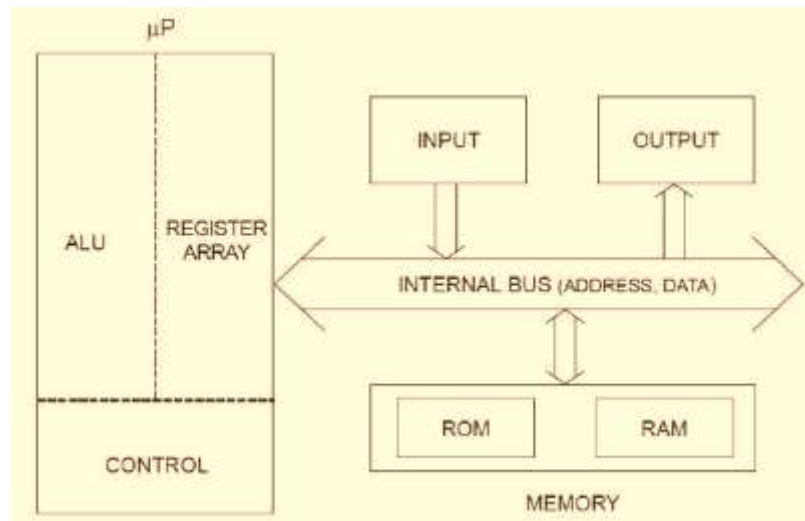 μP
ALU
REGISTER
ARRAY
CONTROL
INPUT
OUTPUT
INTERNAL BUS (ADDRESS, DATA)
ROM
RAM
MEMORY